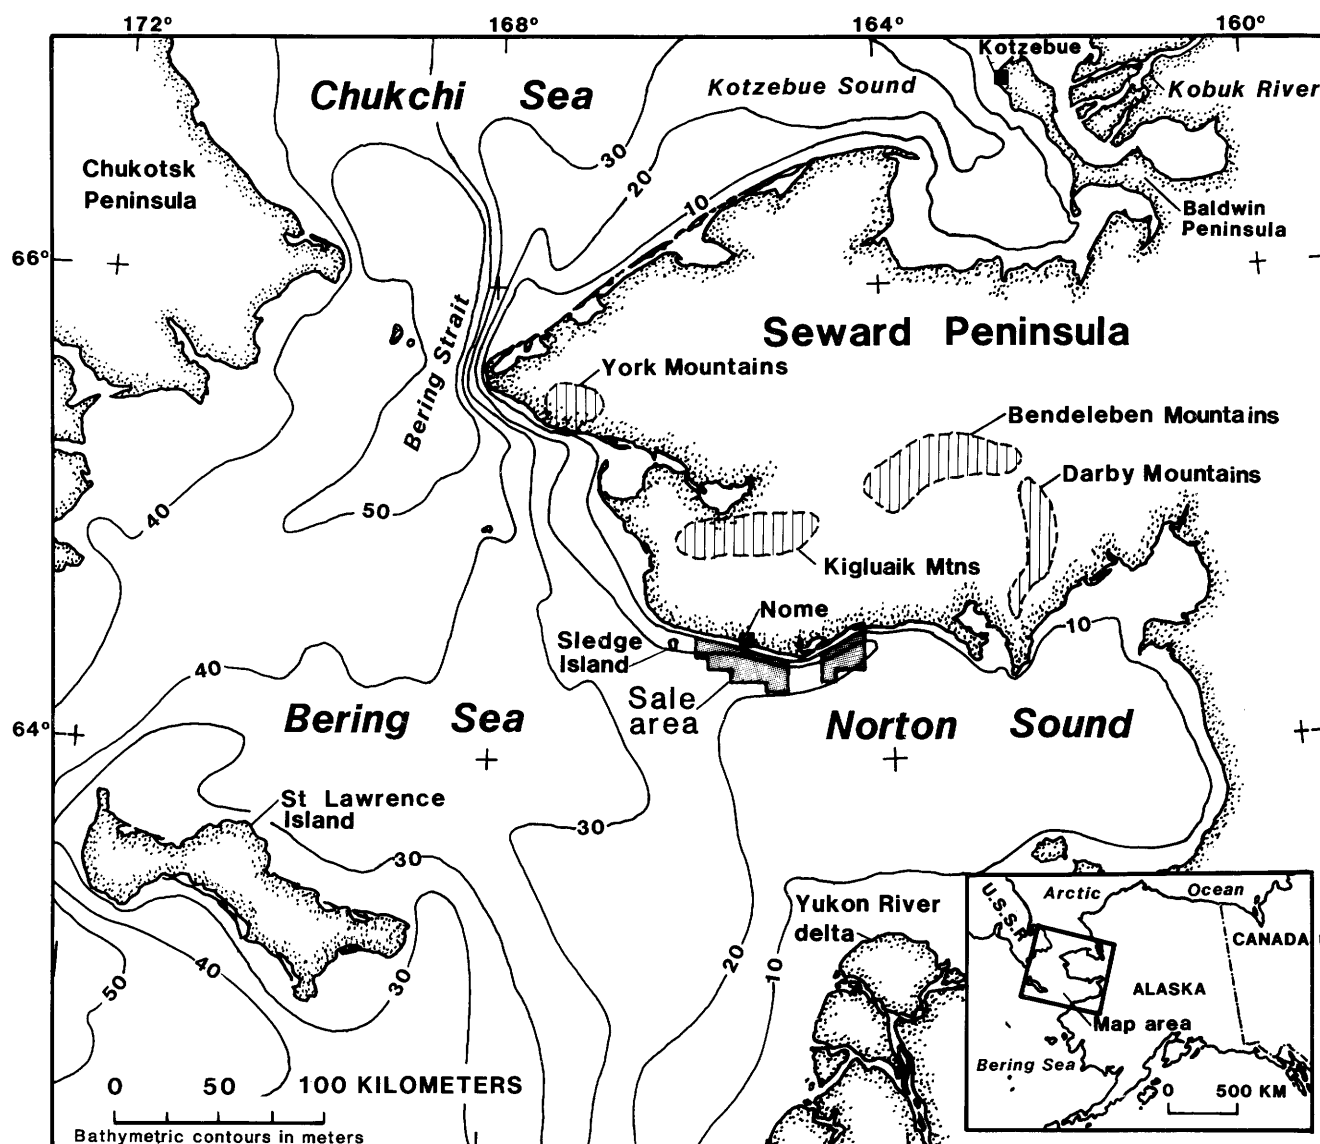 172°
168°
164°
160°
Kotzebue
Chukchi Sea
Kotzebue Sound
Kobuk River
30
Chukotsk
Peninsula
20
10
Baldwin
Peninsula
66°
Bering Strait
Seward Peninsula
York Mountains
Bendeleben Mountains
Darby Mountains
40
50
Kigluaik Mtns
Nome
10
Sledge
Island
40
Sale
area
Bering Sea
Norton Sound
64°
St Lawrence
Island
30
30
Yukon River
delta
20
10
40
30
50
0 50 100 KILOMETERS
Bathymetric contours in meters
U.S.S.R
Arctic Ocean
CANADA
ALASKA
Map area
Bering Sea
0 500 KM